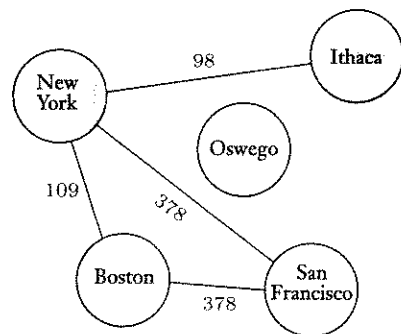 98
Ithaca
New
York
Oswego
109
378
Boston
378
San
Francisco